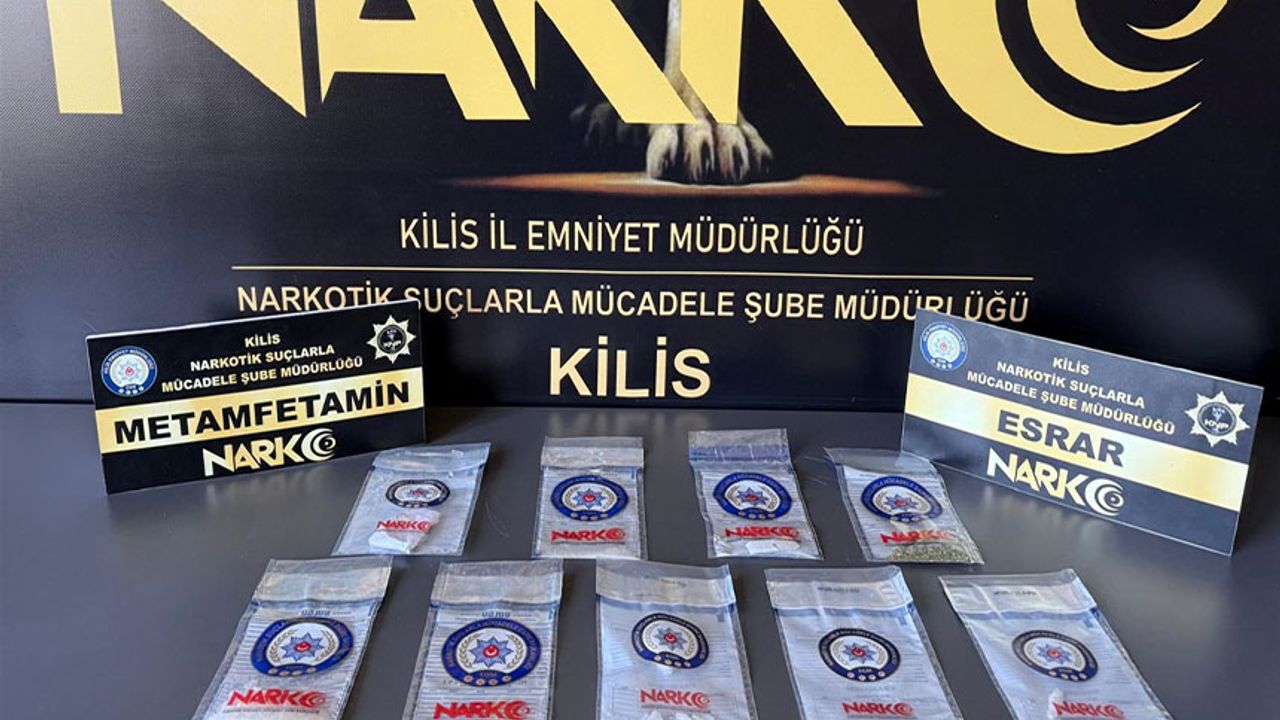 NARKO
KİLİS İL EMNİYET MÜDÜRLÜĞÜ
NARKOTİK SUÇLARLA MÜCADELE ŞUBE MÜDÜRLÜĞÜ
KİLİS
KİLİS
NARKOTİK SUÇLARLA
MÜCADELE ŞUBE MÜDÜRLÜĞÜ
METAMFETAMİN
NARKO
KİLİS
NARKOTİK SUÇLARLA
MÜCADELE ŞUBE MÜDÜRLÜĞÜ
ESRAR
NARKO
NARKO
NARKO
NARKO
NARKO
NARKO
NARKO
NARKO
NARKO
NARKO